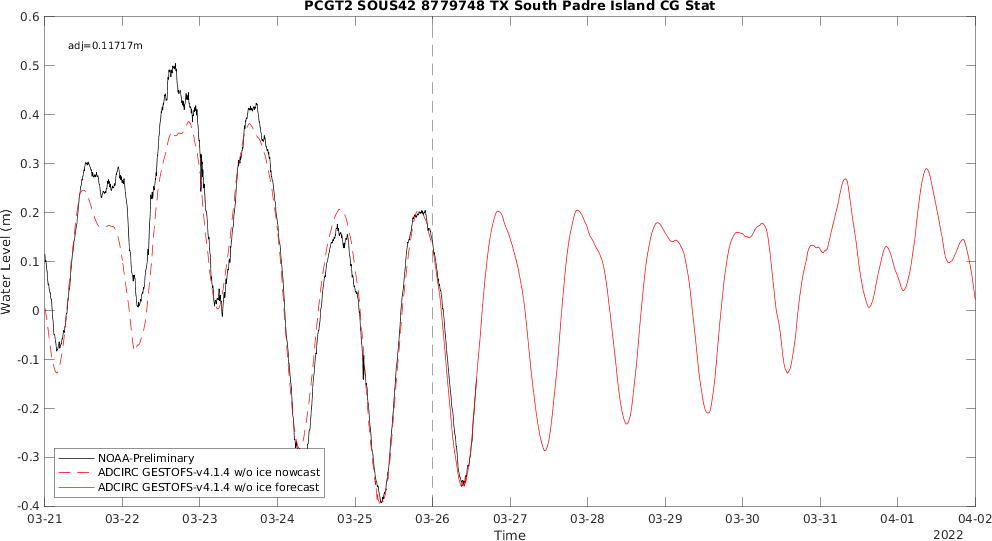 PCGT2 SOUS42 8779748 TX South Padre Island CG Stat
adj=0.11717m
Water Level (m)
0.6
0.5
0.4
0.3
0.2
0.1
0
-0.1
-0.2
-0.3
-0.4
NOAA-Preliminary
ADCIRC GESTOFS-v4.1.4 w/o ice nowcast
ADCIRC GESTOFS-v4.1.4 w/o ice forecast
03-21 03-22 03-23 03-24 03-25 03-26 03-27 03-28 03-29 03-30 03-31 04-01 04-02
Time
2022